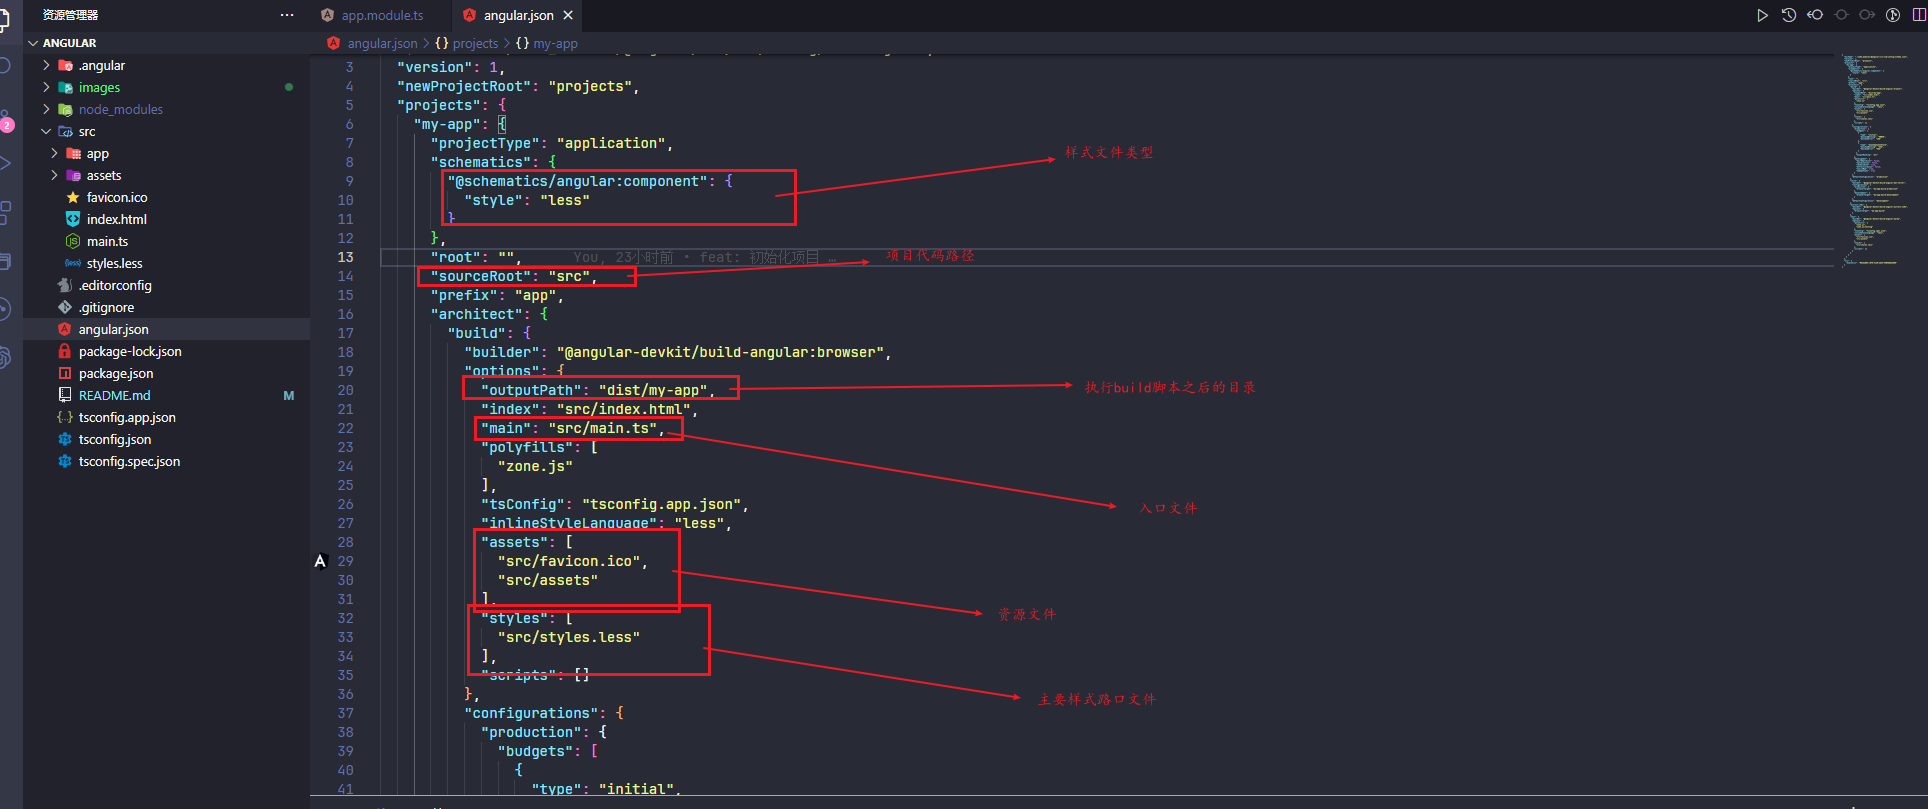 资源管理器
ANGULAR
.angular
images
node_modules
src
app
assets
favicon.ico
index.html
main.ts
styles.less
.editorconfig
.gitignore
angular.json
package-lock.json
package.json
README.md M
tsconfig.app.json
tsconfig.json
tsconfig.spec.json
2
app.module.ts
angular.json
angular.json > {} projects > {} my-app
3 "version": 1,
4 "newProjectRoot": "projects",
5 "projects": {
6 "my-app": {
7 "projectType": "application",
8 "schematics": {
9 "@schematics/angular:component": {
10 "style": "less"
11 }
12 },
13 "root": "", You, 23小时前 • feat: 初始化项目 …
14 "sourceRoot": "src",
15 "prefix": "app",
16 "architect": {
17 "build": {
18 "builder": "@angular-devkit/build-angular:browser",
19 "options": {
20 "outputPath": "dist/my-app",
21 "index": "src/index.html",
22 "main": "src/main.ts",
23 "polyfills": [
24 "zone.js"
25 ],
26 "tsConfig": "tsconfig.app.json",
27 "inlineStyleLanguage": "less",
28 "assets": [
29 "src/favicon.ico",
30 "src/assets"
31 ],
32 "styles": [
33 "src/styles.less"
34 ],
35 "scripts": []
36 },
37 "configurations": {
38 "production": {
39 "budgets": [
40 {
41 "type": "initial",
样式文件类型
项目代码路径
执行build脚本之后的目录
入口文件
资源文件
主要样式路口文件